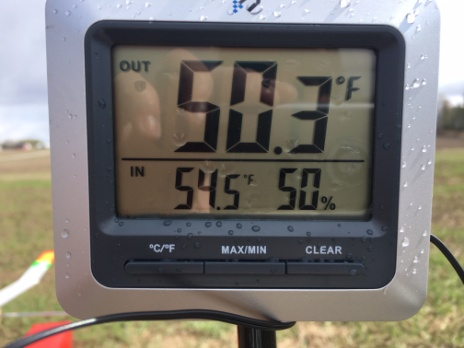 OUT 50.3 °F
IN 54.5 °F 50%
°C/°F MAX/MIN CLEAR